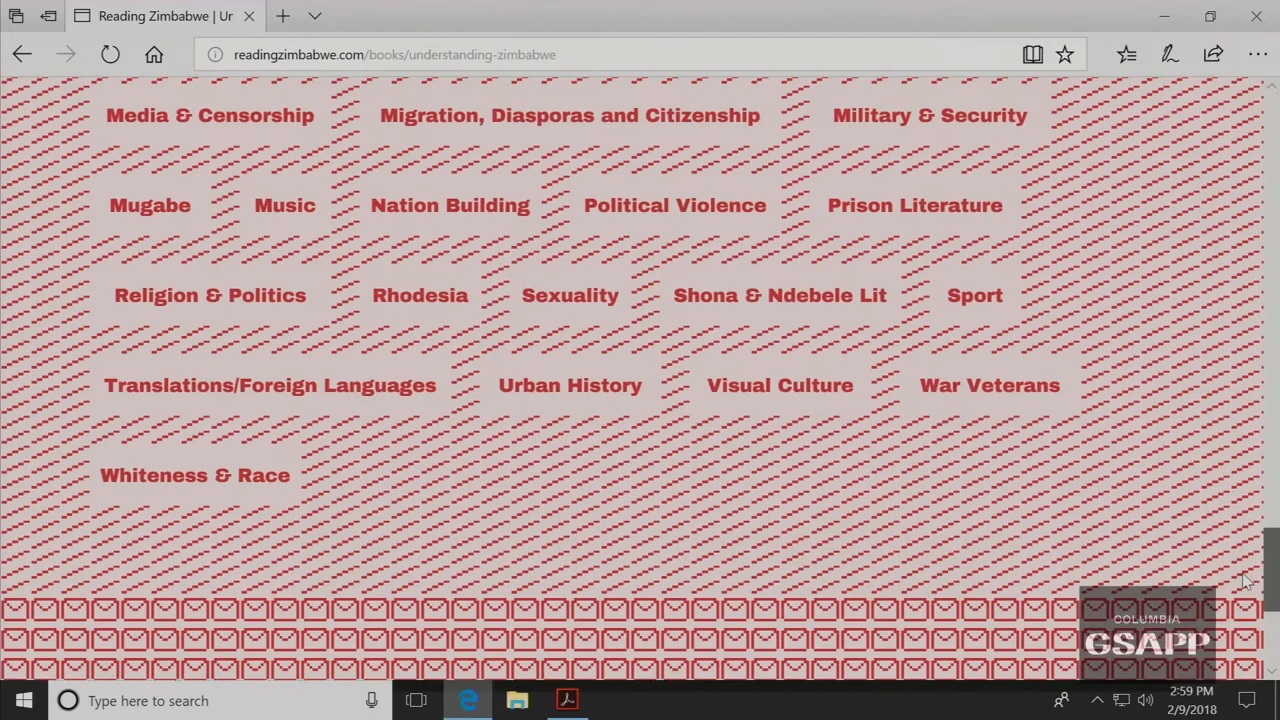 Reading Zimbabwe | Ur
readingzimbabwe.com/books/understanding-zimbabwe
Media & Censorship
Migration, Diasporas and Citizenship
Military & Security
Mugabe
Music
Nation Building
Political Violence
Prison Literature
Religion & Politics
Rhodesia
Sexuality
Shona & Ndebele Lit
Sport
Translations/Foreign Languages
Urban History
Visual Culture
War Veterans
Whiteness & Race
COLUMBIA
GSAPP
Type here to search
2:59 PM
2/9/2018